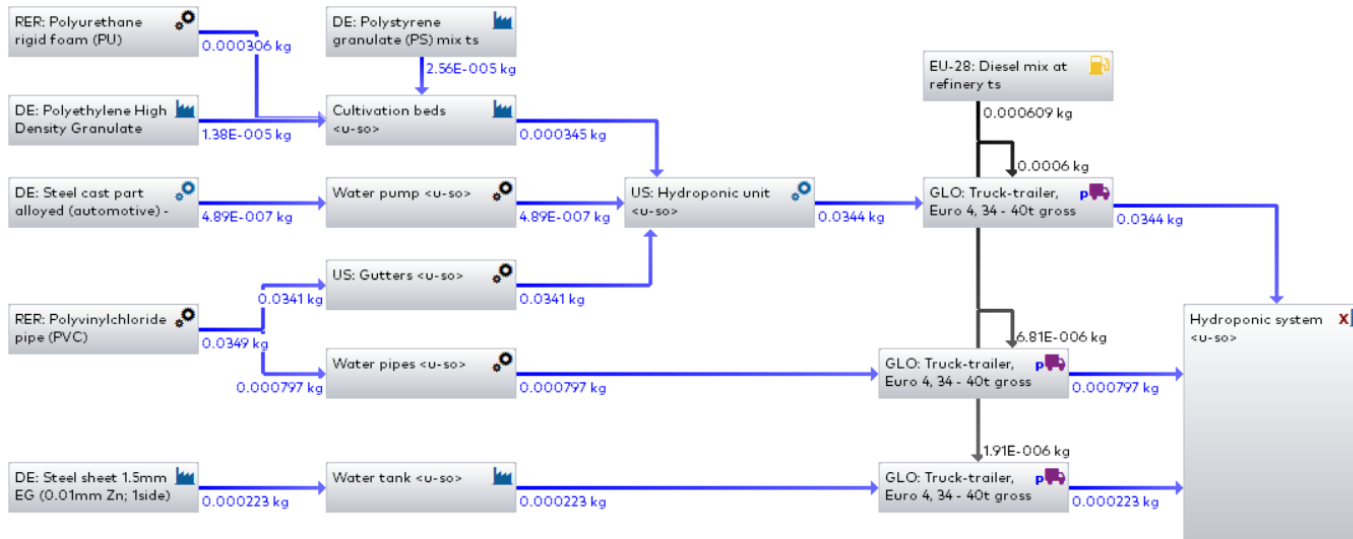 RER: Polyurethane
rigid foam (PU)
0.000306 kg
DE: Polystyrene
granulate (PS) mix ts
2.56E-005 kg
EU-28: Diesel mix at
refinery ts
0.000609 kg
DE: Polyethylene High
Density Granulate
1.38E-005 kg
Cultivation beds
<u-so>
0.000345 kg
0.0006 kg
DE: Steel cast part
alloyed (automotive) -
4.89E-007 kg
Water pump <u-so>
4.89E-007 kg
US: Hydroponic unit
<u-so>
0.0344 kg
GLO: Truck-trailer,
Euro 4, 34 - 40t gross
p
0.0344 kg
US: Gutters <u-so>
0.0341 kg
0.0341 kg
RER: Polyvinylchloride
pipe (PVC)
0.0349 kg
Water pipes <u-so>
0.000797 kg
0.000797 kg
6.81E-006 kg
GLO: Truck-trailer,
Euro 4, 34 - 40t gross
p
0.000797 kg
Hydroponic system
<u-so>
X
DE: Steel sheet 1.5mm
EG (0.01mm Zn; 1side)
0.000223 kg
Water tank <u-so>
0.000223 kg
1.91E-006 kg
GLO: Truck-trailer,
Euro 4, 34 - 40t gross
p
0.000223 kg